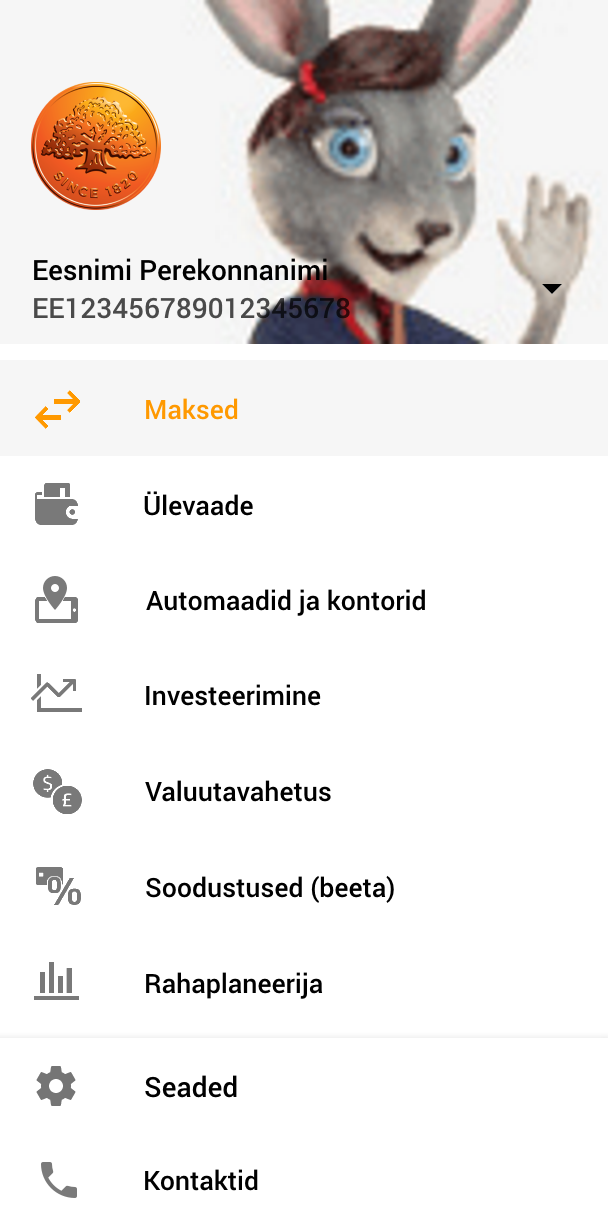 SINCE 1820
Eesnimi Perekonnanimi
EE123456789012345678
Maksed
Ülevaade
Automaadid ja kontorid
Investeerimine
$
£
Valuutavahetus
%
Soodustused (beeta)
Rahaplaneerija
Seaded
Kontaktid